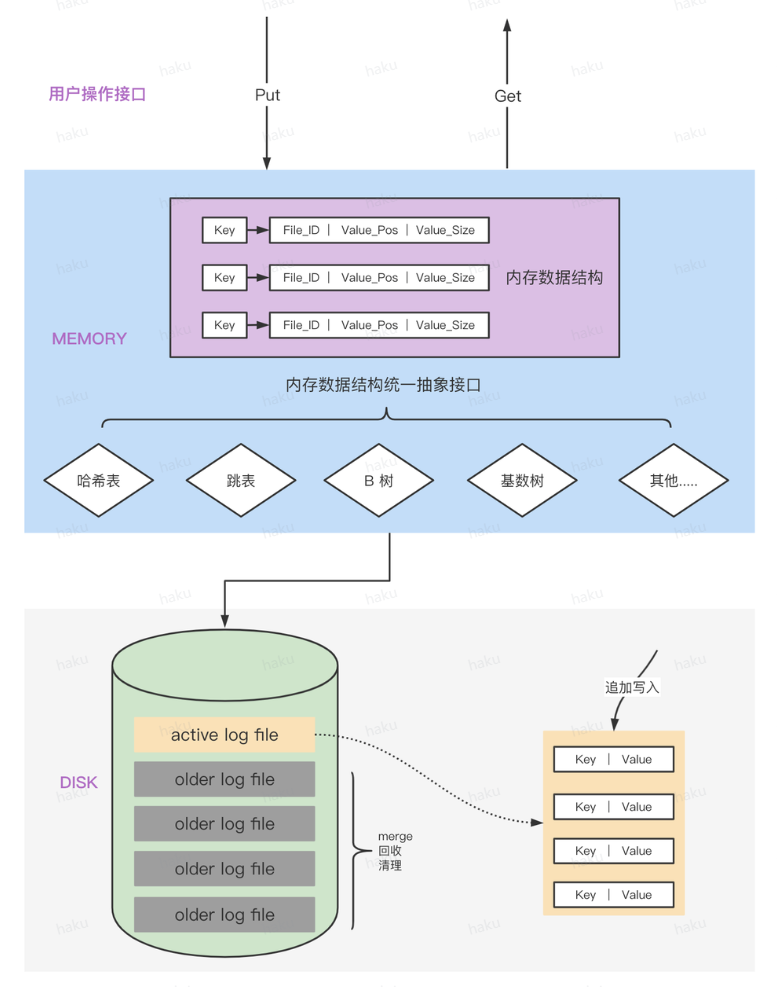 用户操作接口
Put
Get
Key
File_ID | Value_Pos | Value_Size
Key
File_ID | Value_Pos | Value_Size
内存数据结构
Key
File_ID | Value_Pos | Value_Size
MEMORY
内存数据结构统一抽象接口
哈希表
跳表
B 树
基数树
其他.....
追加写入
active log file
Key | Value
older log file
DISK
Key | Value
older log file
merge
回收
清理
Key | Value
older log file
Key | Value
older log file
haku